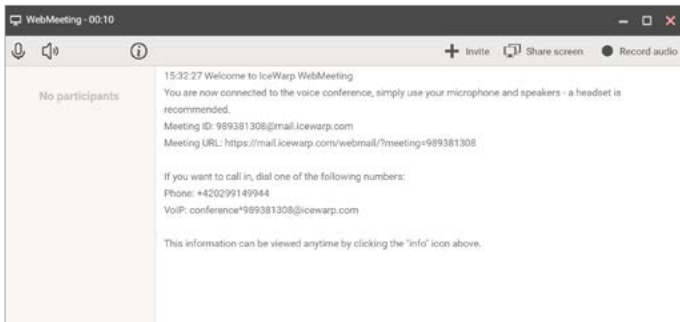 WebMeeting - 00:10
Invite
Share screen
Record audio
No participants
15:32:27 Welcome to IceWarp WebMeeting
You are now connected to the voice conference, simply use your microphone and speakers - a headset is
recommended.
Meeting ID: 989381308@mail.icewarp.com
Meeting URL: https://mail.icewarp.com/webmail/?meeting=989381308
If you want to call in, dial one of the following numbers:
Phone: +420299149944
VoIP: conference*989381308@icewarp.com
This information can be viewed anytime by clicking the "info" icon above.